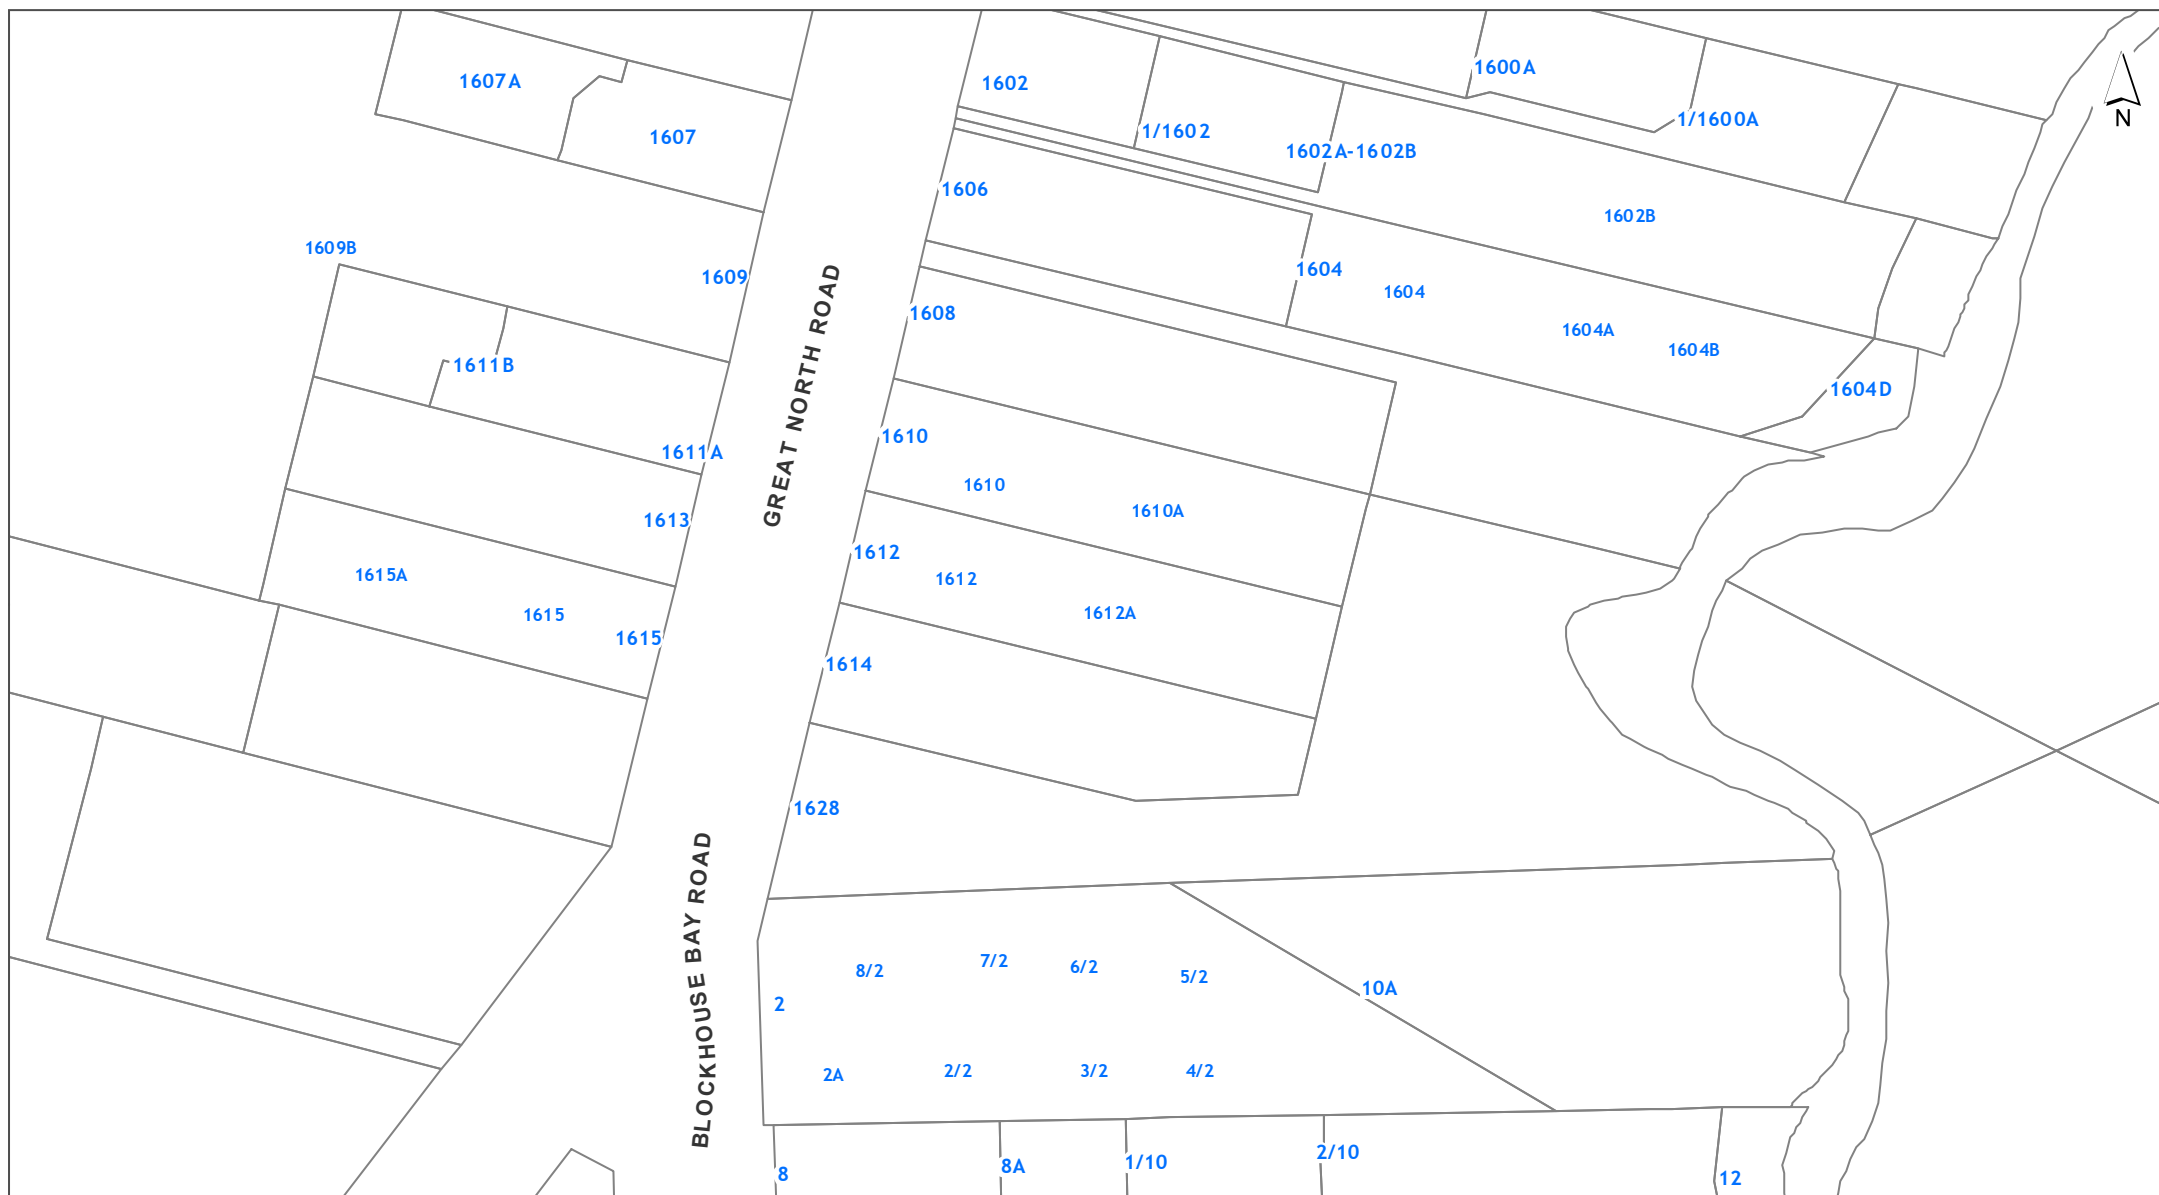 1600A
1607A
1602
1/1600A
N
1607
1/1602
1602A-1602B
1606
1602B
1609B
1609
1604
1604
1608
1604A
1604B
1611B
1604D
GREAT NORTH ROAD
1610
1611A
1610
1610A
1613
1612
1615A
1612
1612A
1615
1615
1614
1628
BLOCKHOUSE BAY ROAD
8/2
7/2
6/2
5/2
10A
2
2A
2/2
3/2
4/2
8
8A
1/10
2/10
12